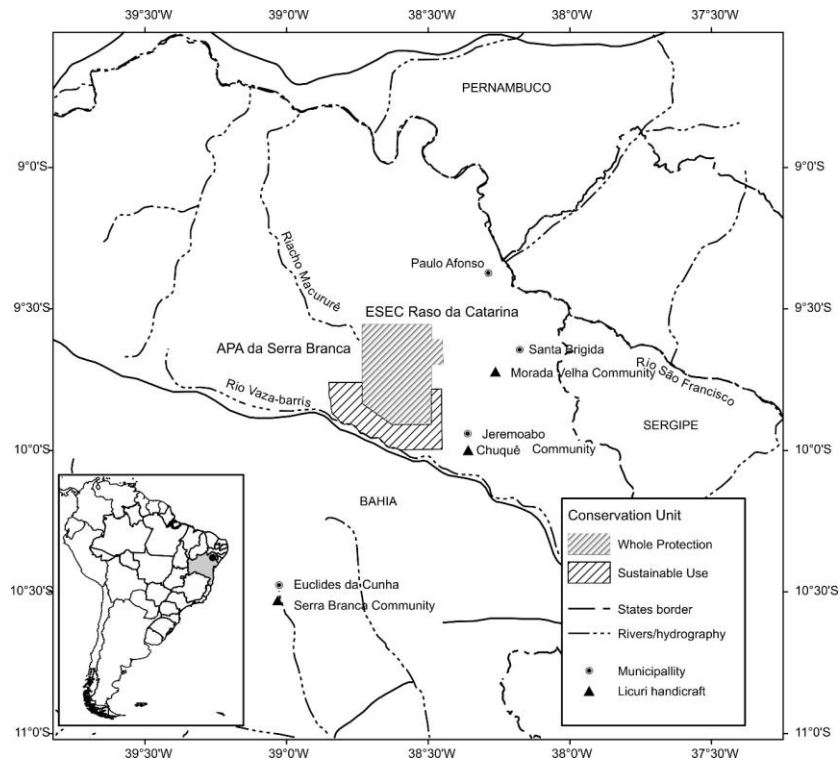 39°30'W 39°0'W 38°30'W 38°0'W 37°30'W
PERNAMBUCO
9°0'S 9°0'S
Riacho Macururê
Paulo Afonso
9°30'S 9°30'S
ESEC Raso da Catarina
APA da Serra Branca
Santa Brigida
Rio São Francisco
Morada Velha Community
Rio Vaza-barris
SERGIPE
Jeremoabo
10°0'S 10°0'S
Chuquê Community
BAHIA
Conservation Unit
Whole Protection
Sustainable Use
States border
Rivers/hydrography
Municipallity
Licuri handicraft
10°30'S 10°30'S
Euclides da Cunha
Serra Branca Community
11°0'S 11°0'S
39°30'W 39°0'W 38°30'W 38°0'W 37°30'W